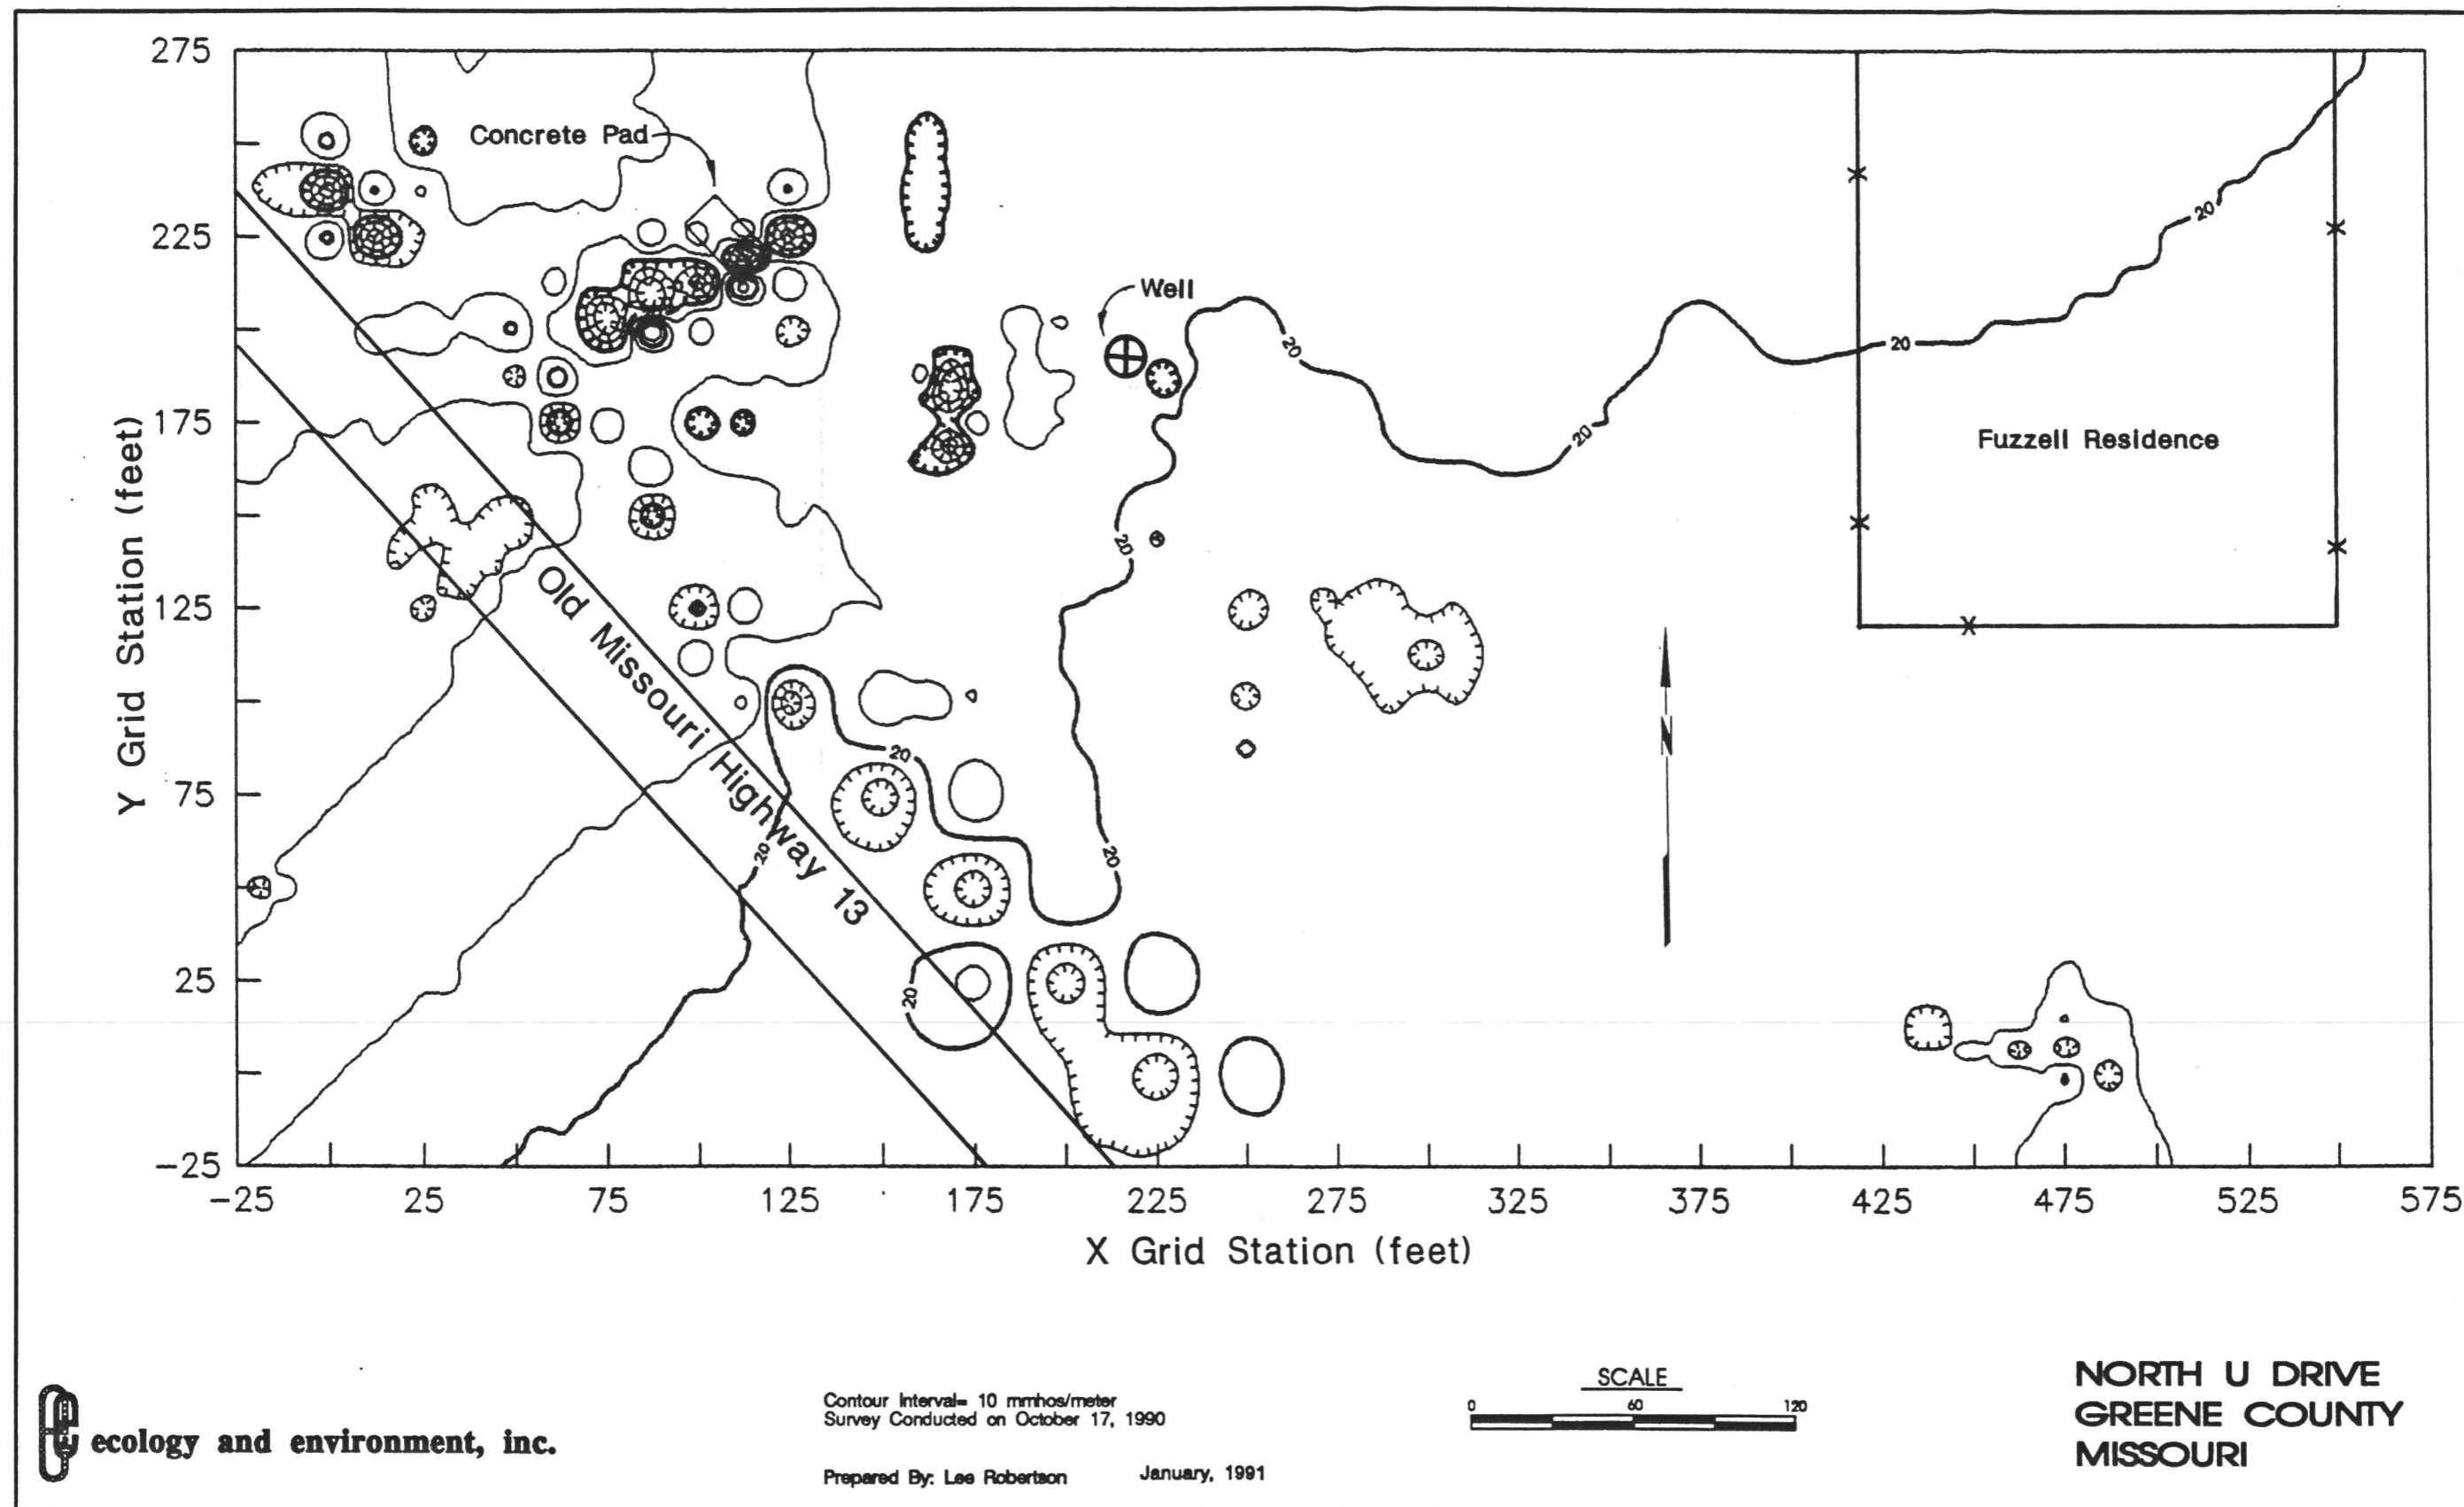 275
225
175
125
75
25
-25
Y Grid Station (feet)
-25 25 75 125 175 225 275 325 375 425 475 525 575
X Grid Station (feet)
Concrete Pad
Well
Fuzzell Residence
Old Missouri Highway 13
N
20
20
20
20
20
20
20
20
20
20
ecology and environment, inc.
Contour Interval= 10 mmhos/meter
Survey Conducted on October 17, 1990
Prepared By: Lee Robertson January, 1991
SCALE
0 60 120
NORTH U DRIVE
GREENE COUNTY
MISSOURI